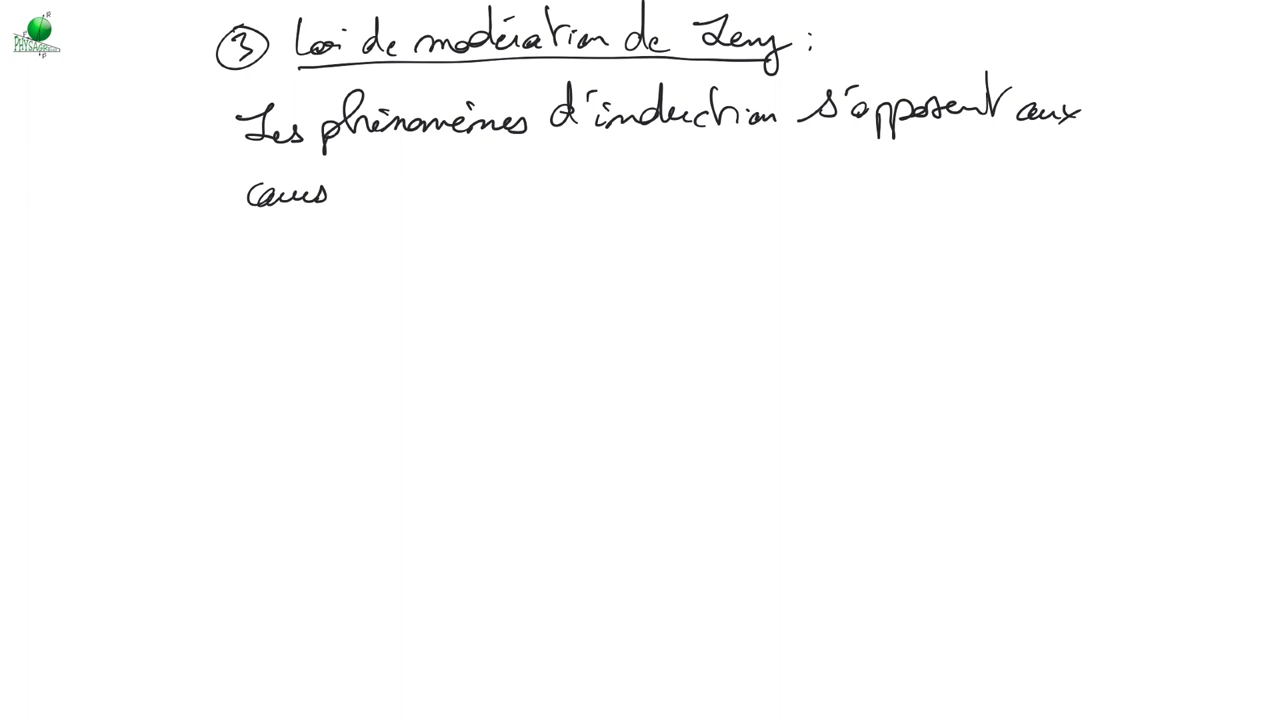 ③ Loi de modération de Lenz :
Les phénomènes d'induction s'opposent aux
caus